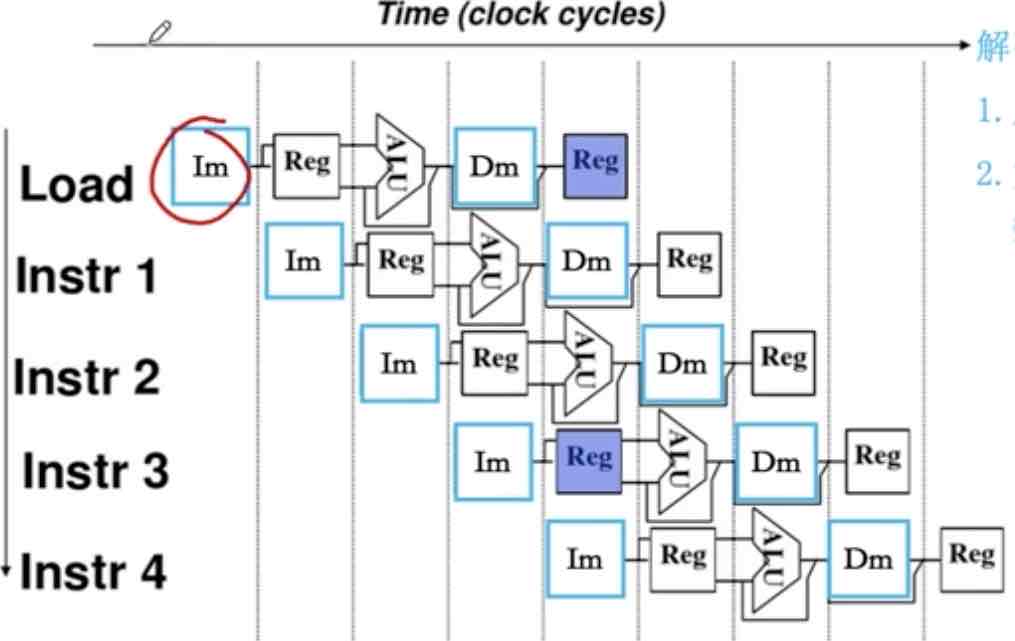 Time (clock cycles)
解
1.
2.
Load Im Reg ALU Dm Reg
Instr 1 Im Reg ALU Dm Reg
Instr 2 Im Reg ALU Dm Reg
Instr 3 Im Reg ALU Dm Reg
Instr 4 Im Reg ALU Dm Reg